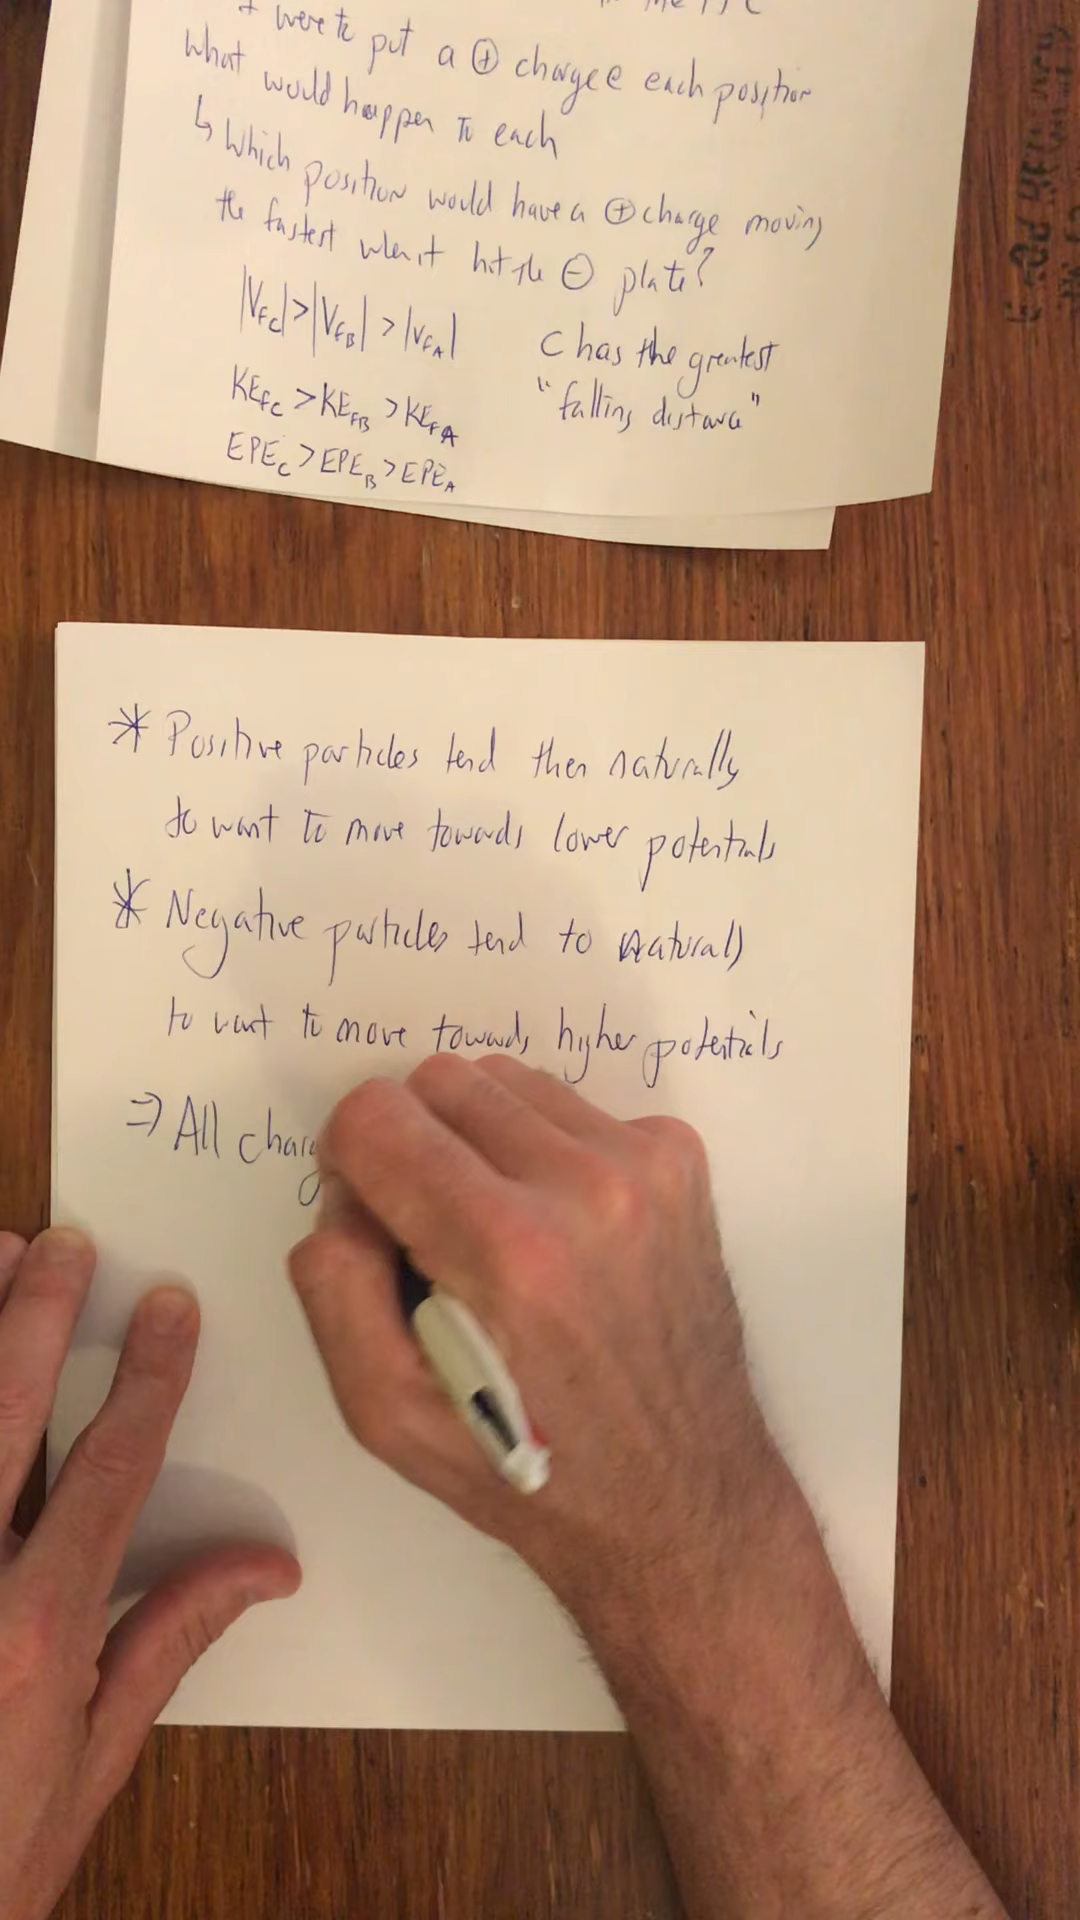 I were to put a ⊕ charge @ each position
what would happen to each
↳ Which position would have a ⊕ charge moving
the fastest when it hit the ⊖ plate?
|V_fC| > |V_fB| > |V_fA|
C has the greatest
KE_fC > KE_fB > KE_fA
"falling distance"
EPE_C > EPE_B > EPE_A
* Positive particles tend then naturally
to want to move towards lower potentials
* Negative particles tend to natural)
to want to move towards higher potentials
⇒ All charg